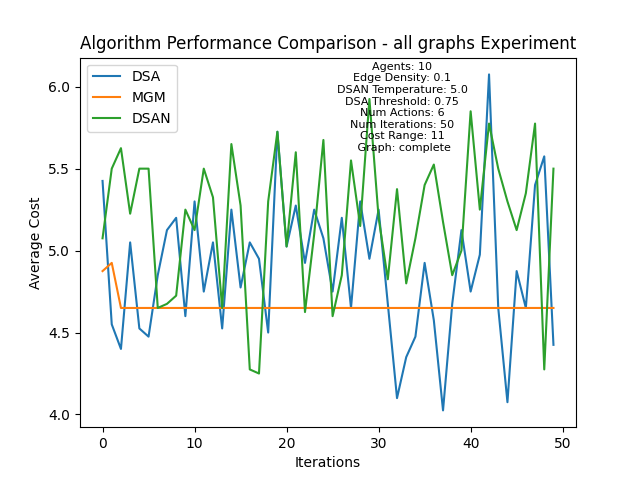 Algorithm Performance Comparison - all graphs Experiment
DSA
MGM
DSAN
Agents: 10
Edge Density: 0.1
DSAN Temperature: 5.0
DSA Threshold: 0.75
Num Actions: 6
Num Iterations: 50
Cost Range: 11
Graph: complete
Average Cost
6.0
5.5
5.0
4.5
4.0
0 10 20 30 40 50
Iterations